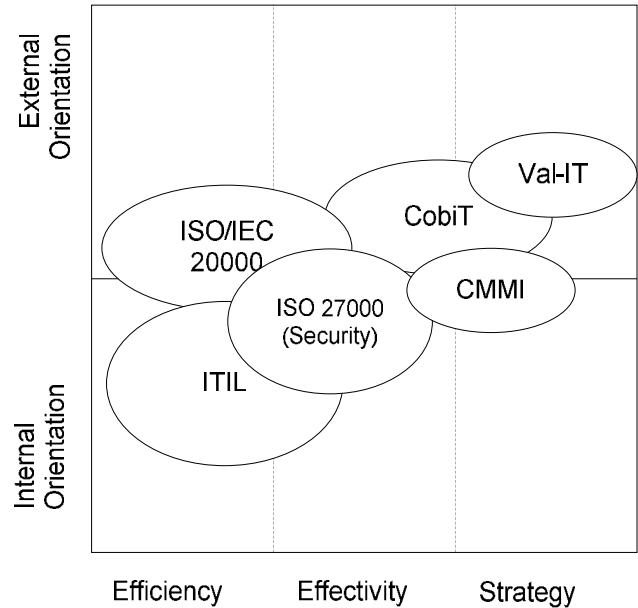 External
Orientation
Val-IT
CobiT
ISO/IEC
20000
CMMI
ISO 27000
(Security)
ITIL
Internal
Orientation
Efficiency
Effectivity
Strategy